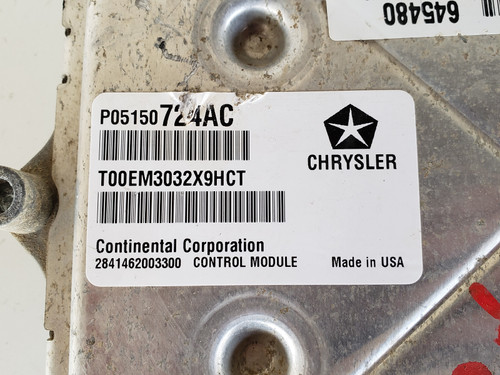 645480
P05150724AC
CHRYSLER
T00EM3032X9HCT
Continental Corporation
2841462003300 CONTROL MODULE Made in USA